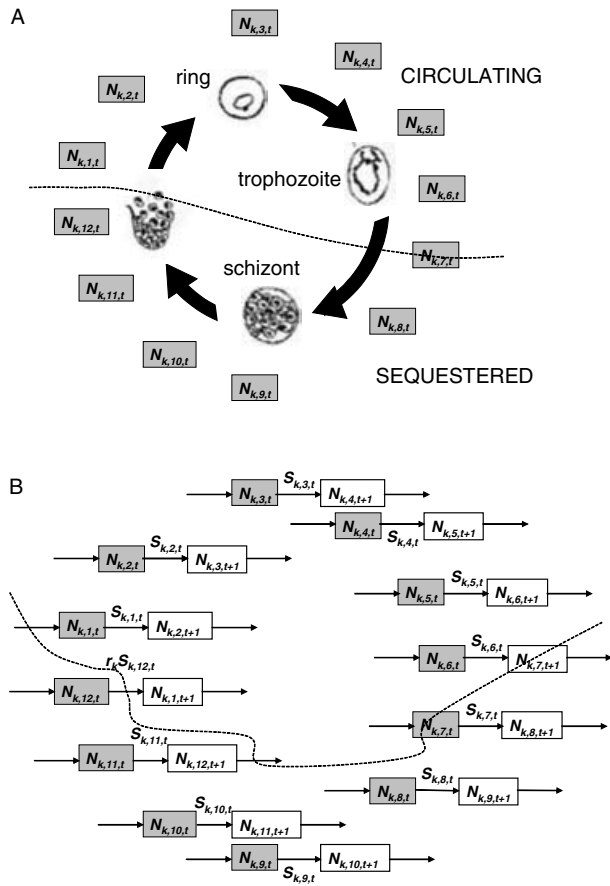 A
N_{k,3,t}
N_{k,4,t}
ring
CIRCULATING
N_{k,2,t}
N_{k,5,t}
N_{k,1,t}
trophozoite
N_{k,6,t}
N_{k,12,t}
N_{k,7,t}
schizont
N_{k,11,t}
N_{k,8,t}
N_{k,10,t}
SEQUESTERED
N_{k,9,t}
B
N_{k,3,t} S_{k,3,t} N_{k,4,t+1}
N_{k,4,t} S_{k,4,t} N_{k,5,t+1}
N_{k,2,t} S_{k,2,t} N_{k,3,t+1}
N_{k,5,t} S_{k,5,t} N_{k,6,t+1}
N_{k,1,t} S_{k,1,t} N_{k,2,t+1}
N_{k,6,t} S_{k,6,t} N_{k,7,t+1}
N_{k,12,t} r_kS_{k,12,t} N_{k,1,t+1}
N_{k,7,t} S_{k,7,t} N_{k,8,t+1}
N_{k,11,t} S_{k,11,t} N_{k,12,t+1}
N_{k,8,t} S_{k,8,t} N_{k,9,t+1}
N_{k,10,t} S_{k,10,t} N_{k,11,t+1}
N_{k,9,t} S_{k,9,t} N_{k,10,t+1}